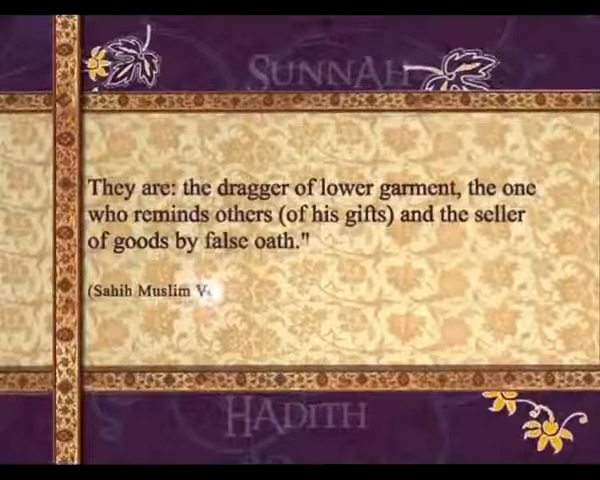 SUNNAH
They are: the dragger of lower garment, the one
who reminds others (of his gifts) and the seller
of goods by false oath."
(Sahih Muslim V
HADITH